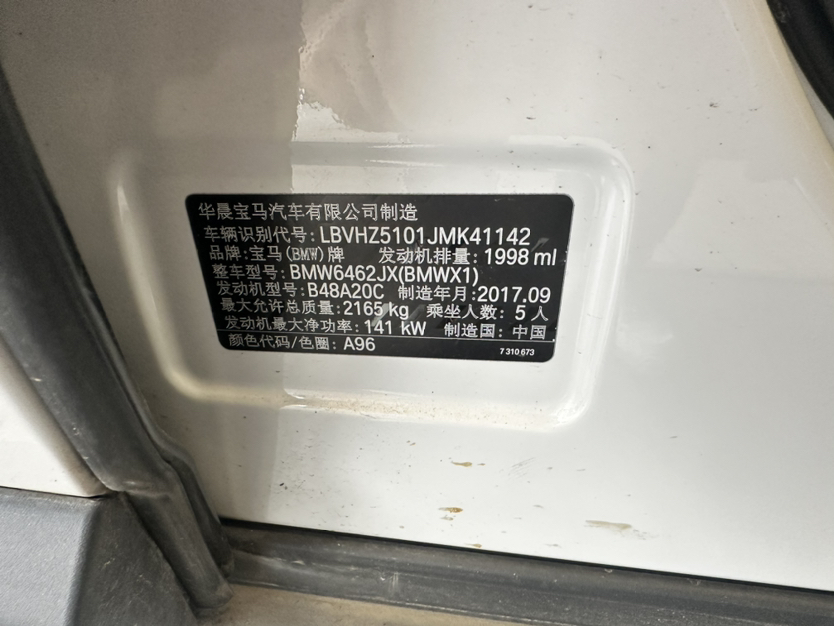 华晨宝马汽车有限公司制造
车辆识别代号: LBVHZ5101JMK41142
品牌: 宝马(BMW)牌 发动机排量: 1998 ml
整车型号: BMW6462JX(BMWX1)
发动机型号: B48A20C 制造年月: 2017.09
最大允许总质量: 2165 kg 乘坐人数: 5 人
发动机最大净功率: 141 kW 制造国: 中国
颜色代码/色圈: A96 7 310 673